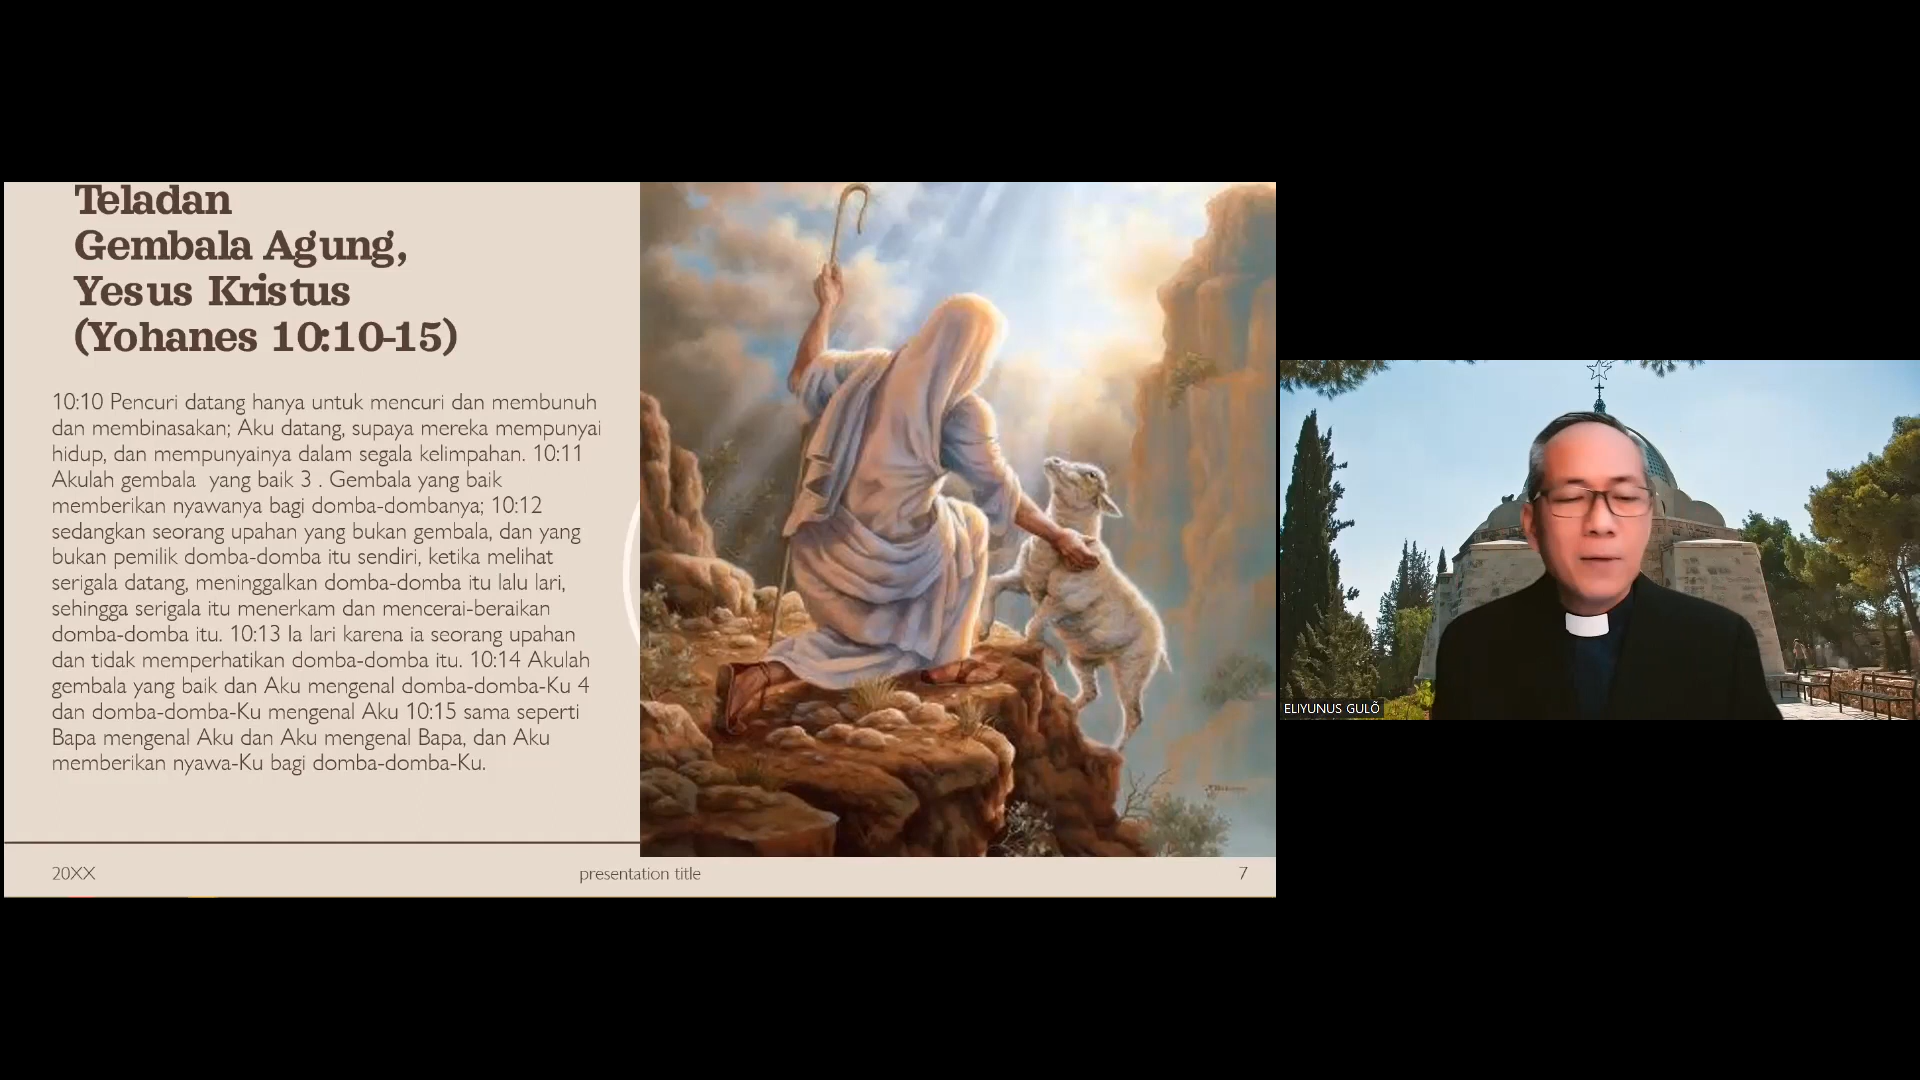 Teladan
Gembala Agung,
Yesus Kristus
(Yohanes 10:10-15)
10:10 Pencuri datang hanya untuk mencuri dan membunuh
dan membinasakan; Aku datang, supaya mereka mempunyai
hidup, dan mempunyainya dalam segala kelimpahan. 10:11
Akulah gembala yang baik 3 . Gembala yang baik
memberikan nyawanya bagi domba-dombanya; 10:12
sedangkan seorang upahan yang bukan gembala, dan yang
bukan pemilik domba-domba itu sendiri, ketika melihat
serigala datang, meninggalkan domba-domba itu lalu lari,
sehingga serigala itu menerkam dan mencerai-beraikan
domba-domba itu. 10:13 Ia lari karena ia seorang upahan
dan tidak memperhatikan domba-domba itu. 10:14 Akulah
gembala yang baik dan Aku mengenal domba-domba-Ku 4
dan domba-domba-Ku mengenal Aku 10:15 sama seperti
Bapa mengenal Aku dan Aku mengenal Bapa, dan Aku
memberikan nyawa-Ku bagi domba-domba-Ku.
20XX
presentation title
7
ELIYUNUS GULÕ